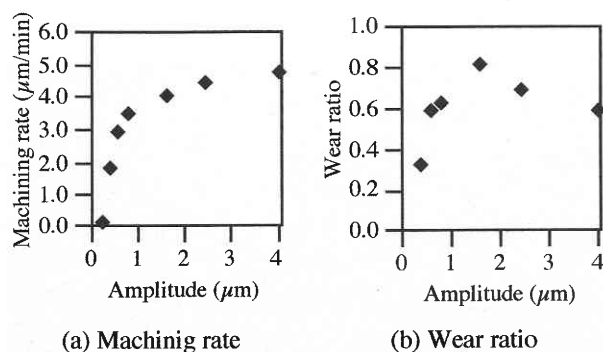 Machining rate (µm/min)
6.0
5.0
4.0
3.0
2.0
1.0
0.0
0 1 2 3 4
Amplitude (µm)
(a) Machinig rate
Wear ratio
1.0
0.8
0.6
0.4
0.2
0.0
0 1 2 3 4
Amplitude (µm)
(b) Wear ratio